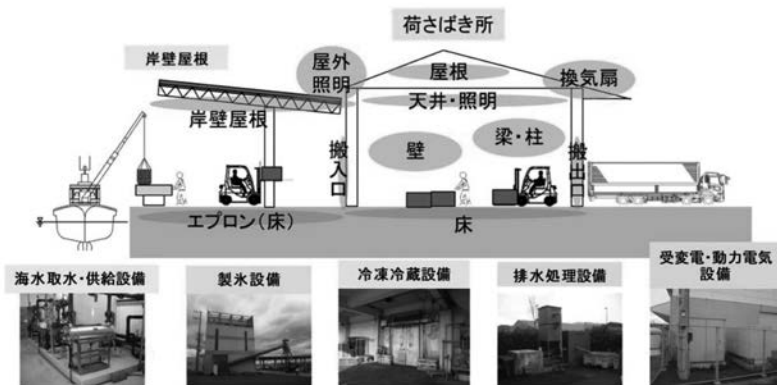 荷さばき所
岸壁屋根
屋外
照明
屋根
換気扇
天井・照明
岸壁屋根
搬入口
壁
梁・柱
搬出口
エプロン(床)
床
海水取水・供給設備
製氷設備
冷凍冷蔵設備
排水処理設備
受変電・動力電気
設備